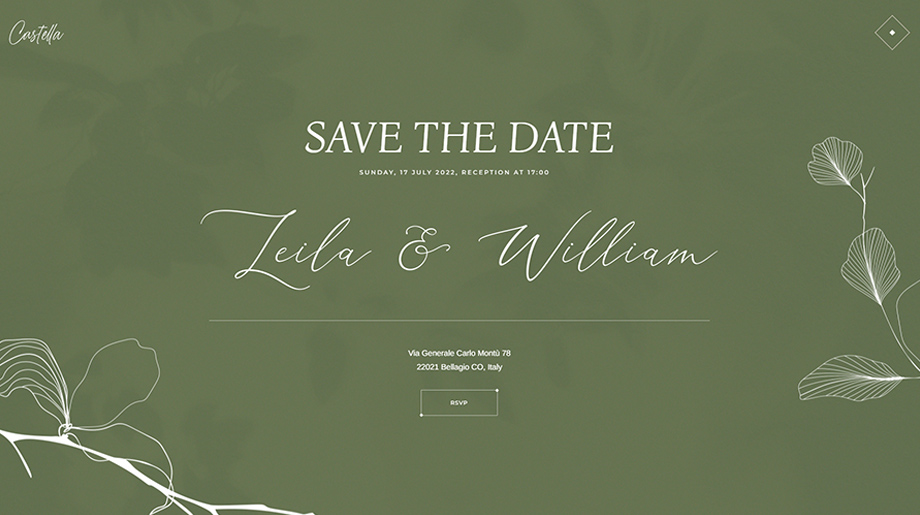 Castella
SAVE THE DATE
SUNDAY, 17 JULY 2022, RECEPTION AT 17:00
Leila & William
Via Generale Carlo Montù 78
22021 Bellagio CO, Italy
RSVP